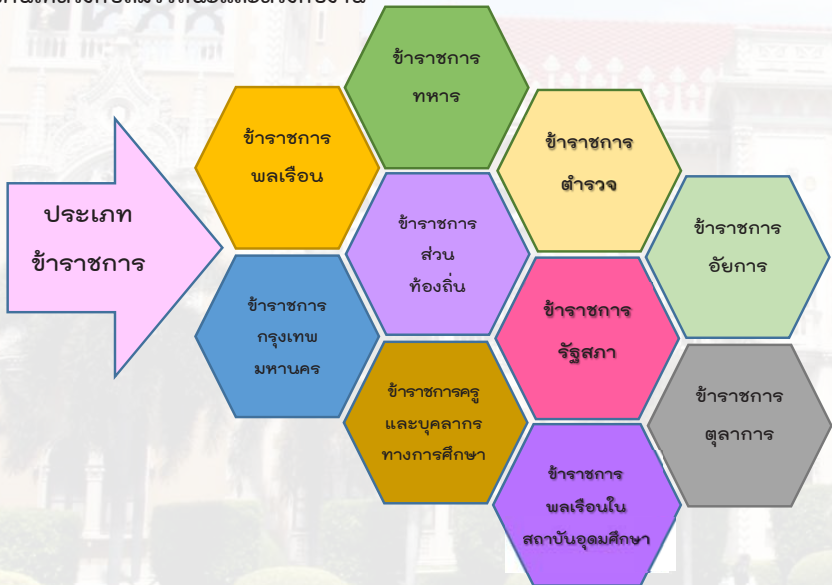 ประเภท
ข้าราชการ
ข้าราชการ
พลเรือน
ข้าราชการ
ทหาร
ข้าราชการ
ตำรวจ
ข้าราชการ
อัยการ
ข้าราชการ
กรุงเทพ
มหานคร
ข้าราชการ
ส่วน
ท้องถิ่น
ข้าราชการ
รัฐสภา
ข้าราชการ
ตุลาการ
ข้าราชการครู
และบุคลากร
ทางการศึกษา
ข้าราชการ
พลเรือนใน
สถาบันอุดมศึกษา